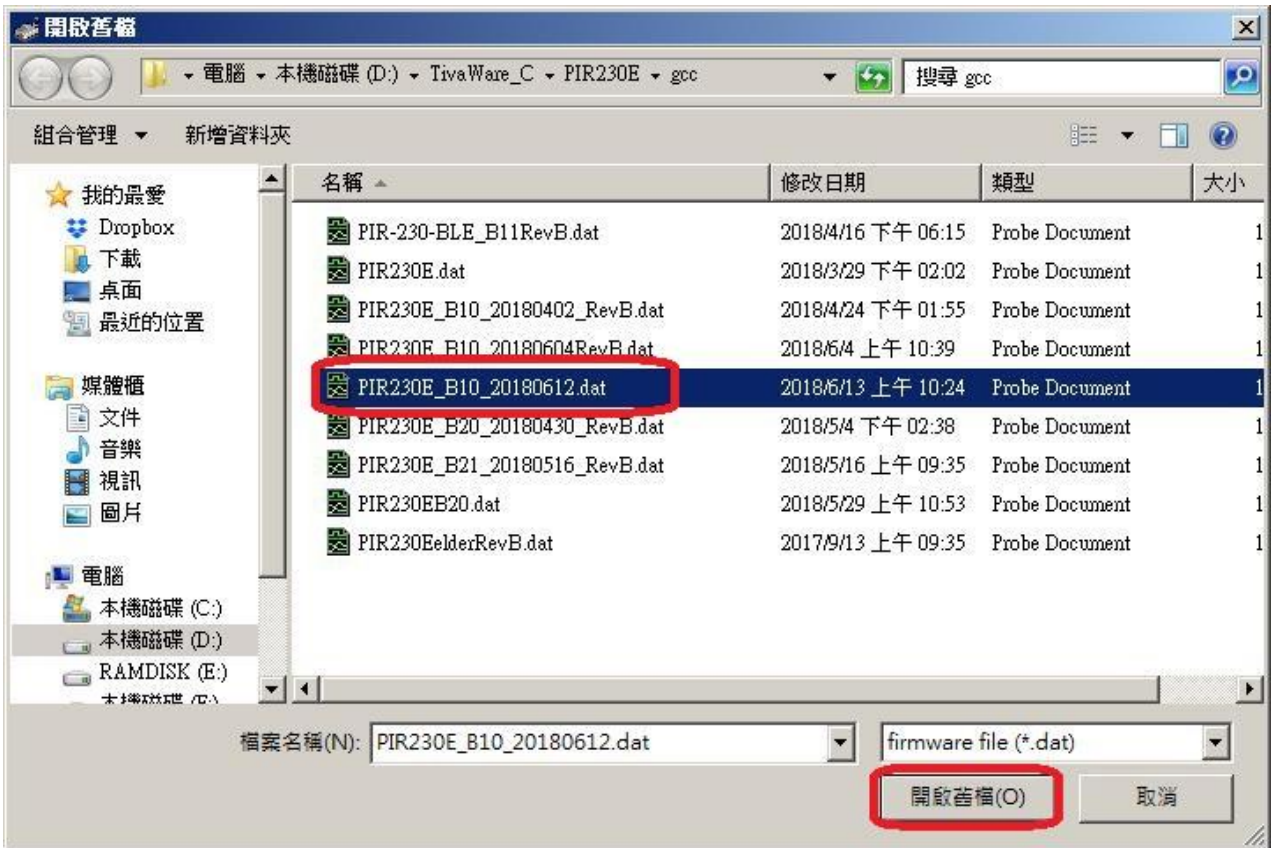 開啟舊檔
電腦 本機磁碟 (D:) TivaWare_C PIR230E gcc 搜尋 gcc
組合管理 新增資料夾
我的最愛
Dropbox
下載
桌面
最近的位置
媒體櫃
文件
音樂
視訊
圖片
電腦
本機磁碟 (C:)
本機磁碟 (D:)
RAMDISK (E:)
名稱 修改日期 類型 大小
PIR-230-BLE_B11RevB.dat 2018/4/16 下午 06:15 Probe Document 1
PIR230E.dat 2018/3/29 下午 02:02 Probe Document 1
PIR230E_B10_20180402_RevB.dat 2018/4/24 下午 01:55 Probe Document 1
PIR230E_B10_20180604RevB.dat 2018/6/4 上午 10:39 Probe Document 1
PIR230E_B10_20180612.dat 2018/6/13 上午 10:24 Probe Document 1
PIR230E_B20_20180430_RevB.dat 2018/5/4 下午 02:38 Probe Document 1
PIR230E_B21_20180516_RevB.dat 2018/5/16 上午 09:35 Probe Document 1
PIR230EB20.dat 2018/5/29 上午 10:53 Probe Document 1
PIR230EelderRevB.dat 2017/9/13 上午 09:35 Probe Document 1
檔案名稱(N): PIR230E_B10_20180612.dat firmware file (*.dat)
開啟舊檔(O) 取消